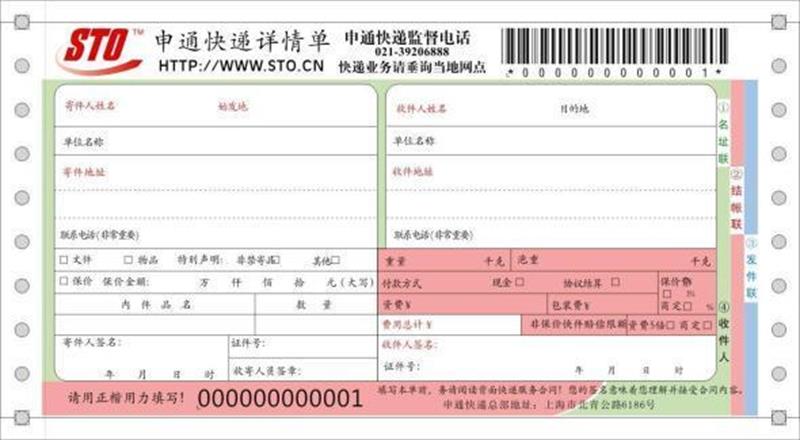 STO™
申通快递详情单
HTTP://WWW.STO.CN
申通快递监督电话
021-39206888
快递业务请垂询当地网点
*000000000001*
寄件人姓名 始发地
单位名称
寄件地址
联系电话(非常重要)
收件人姓名 目的地
单位名称
收件地址
联系电话(非常重要)
□文件 □物品 特别声明: 非禁寄品□ 其他□
□保价 保价金额: 万 仟 佰 拾 元(大写)
内件品名 数量
寄件人签名:
年 月 日 时
证件号:
收寄人员签章:
重量 千克 泡重 千克
付款方式 现金□ 协议结算 □
保价费
□ 1%
商定□ %
资费¥ 包装费¥
费用总计¥ 非保价快件赔偿限额 资费5倍□ 商定□
收件人签名:
证件号: 年 月 日 时
①名址联
②结帐联
③发件联
④收件人
请用正楷用力填写! 000000000001
填写本单前,务请阅读背面快递服务合同!您的签名意味着您理解并接受合同内容。
申通快递总部地址:上海市北青公路6186号